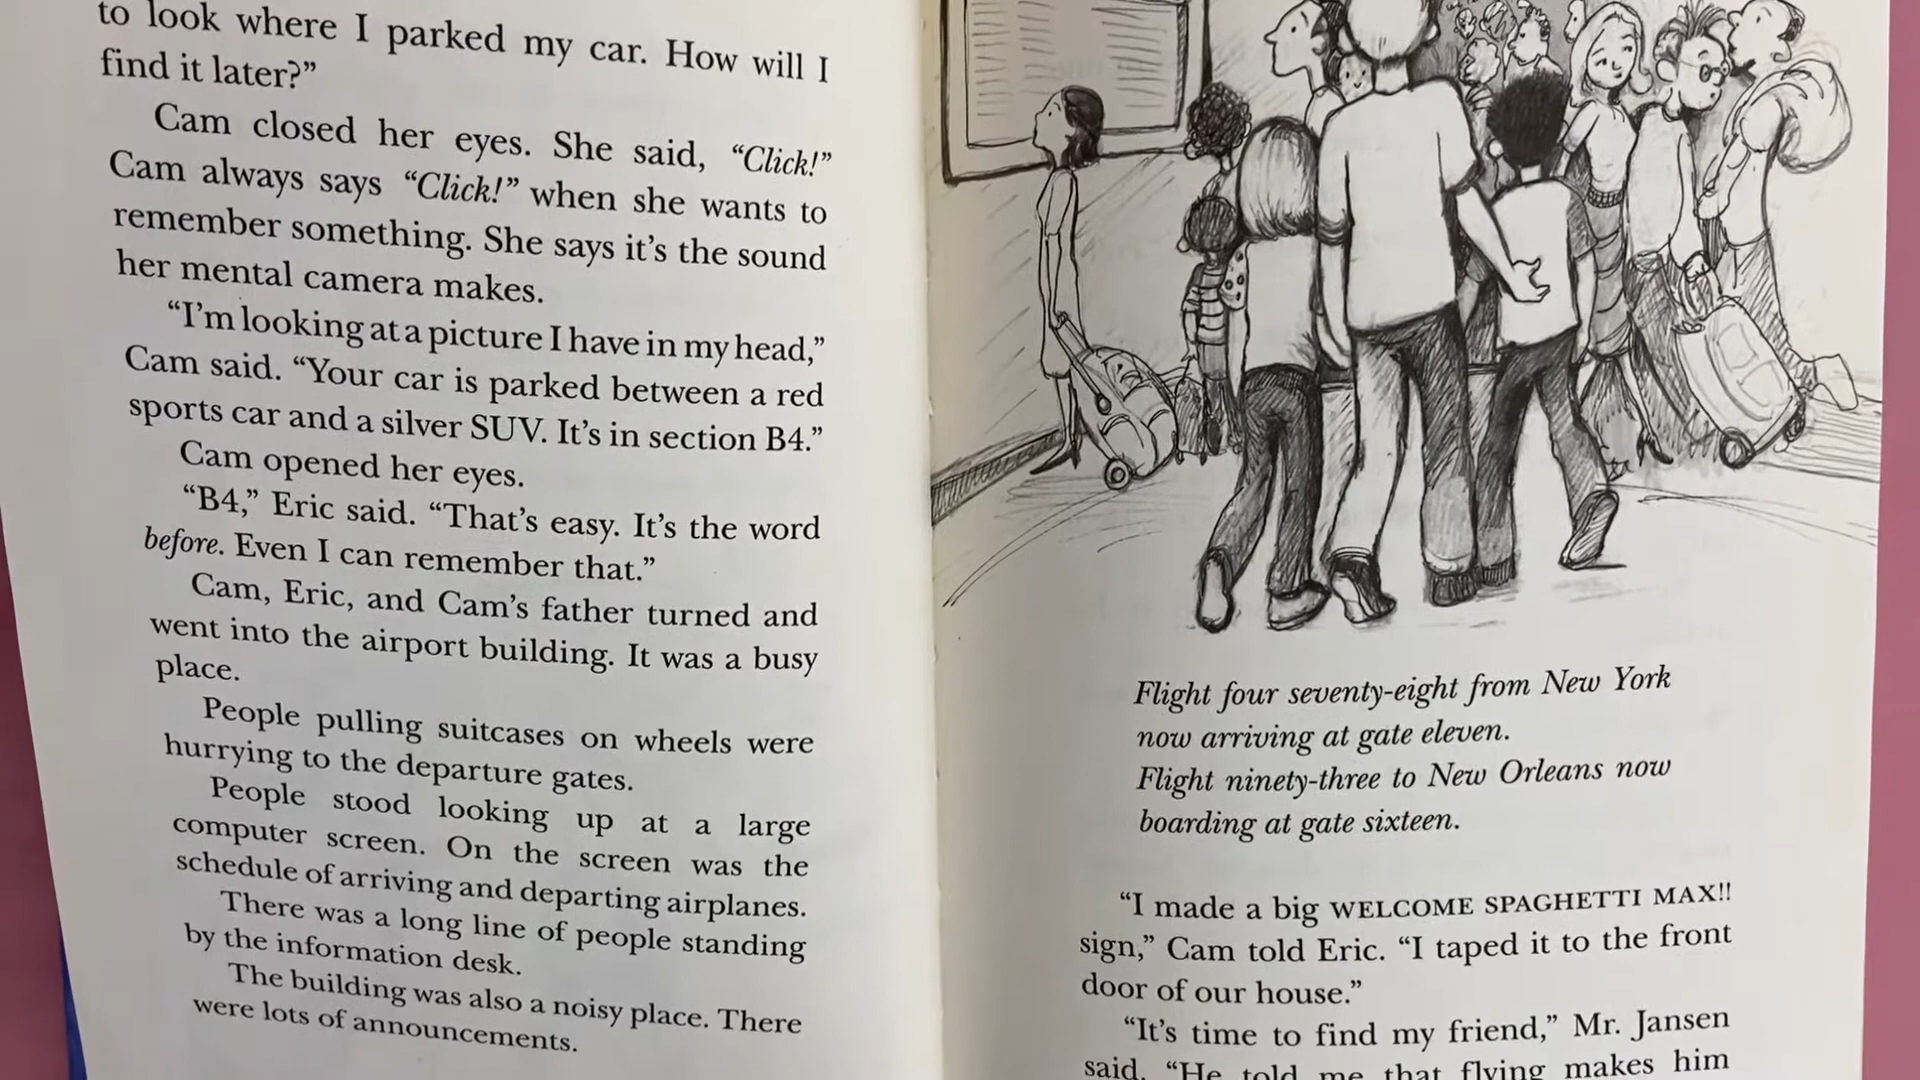 to look where I parked my car. How will I
find it later?”
Cam closed her eyes. She said, “Click!”
Cam always says “Click!” when she wants to
remember something. She says it’s the sound
her mental camera makes.
“I’m looking at a picture I have in my head,”
Cam said. “Your car is parked between a red
sports car and a silver SUV. It’s in section B4.”
Cam opened her eyes.
“B4,” Eric said. “That’s easy. It’s the word
before. Even I can remember that.”
Cam, Eric, and Cam’s father turned and
went into the airport building. It was a busy
place.
People pulling suitcases on wheels were
hurrying to the departure gates.
People stood looking up at a large
computer screen. On the screen was the
schedule of arriving and departing airplanes.
There was a long line of people standing
by the information desk.
The building was also a noisy place. There
were lots of announcements.
Flight four seventy-eight from New York
now arriving at gate eleven.
Flight ninety-three to New Orleans now
boarding at gate sixteen.
“I made a big WELCOME SPAGHETTI MAX!!
sign,” Cam told Eric. “I taped it to the front
door of our house.”
“It’s time to find my friend,” Mr. Jansen
said. “He told me that flying makes him